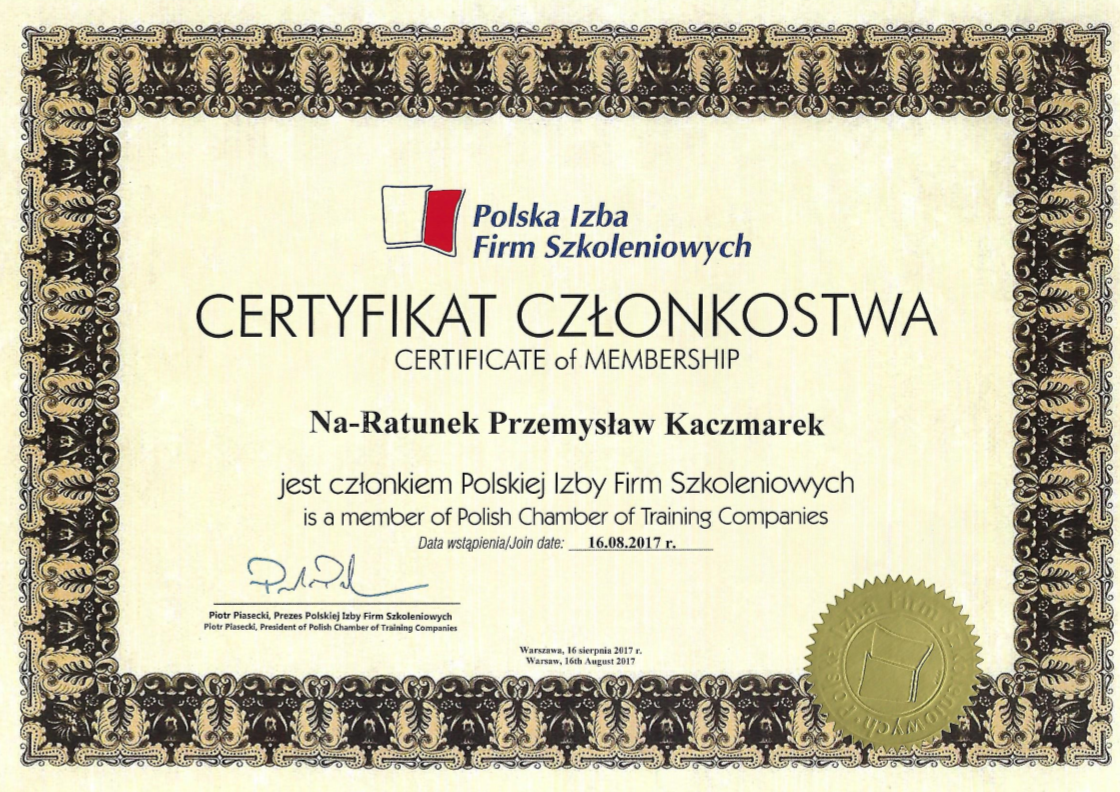 Polska Izba
Firm Szkoleniowych
CERTYFIKAT CZŁONKOSTWA
CERTIFICATE of MEMBERSHIP
Na-Ratunek Przemysław Kaczmarek
jest członkiem Polskiej Izby Firm Szkoleniowych
is a member of Polish Chamber of Training Companies
Data wstąpienia/Join date: 16.08.2017 r.
Piotr Piasecki, Prezes Polskiej Izby Firm Szkoleniowych
Piotr Piasecki, President of Polish Chamber of Training Companies
Warszawa, 16 sierpnia 2017 r.
Warsaw, 16th August 2017
Polska Izba Firm Szkoleniowych